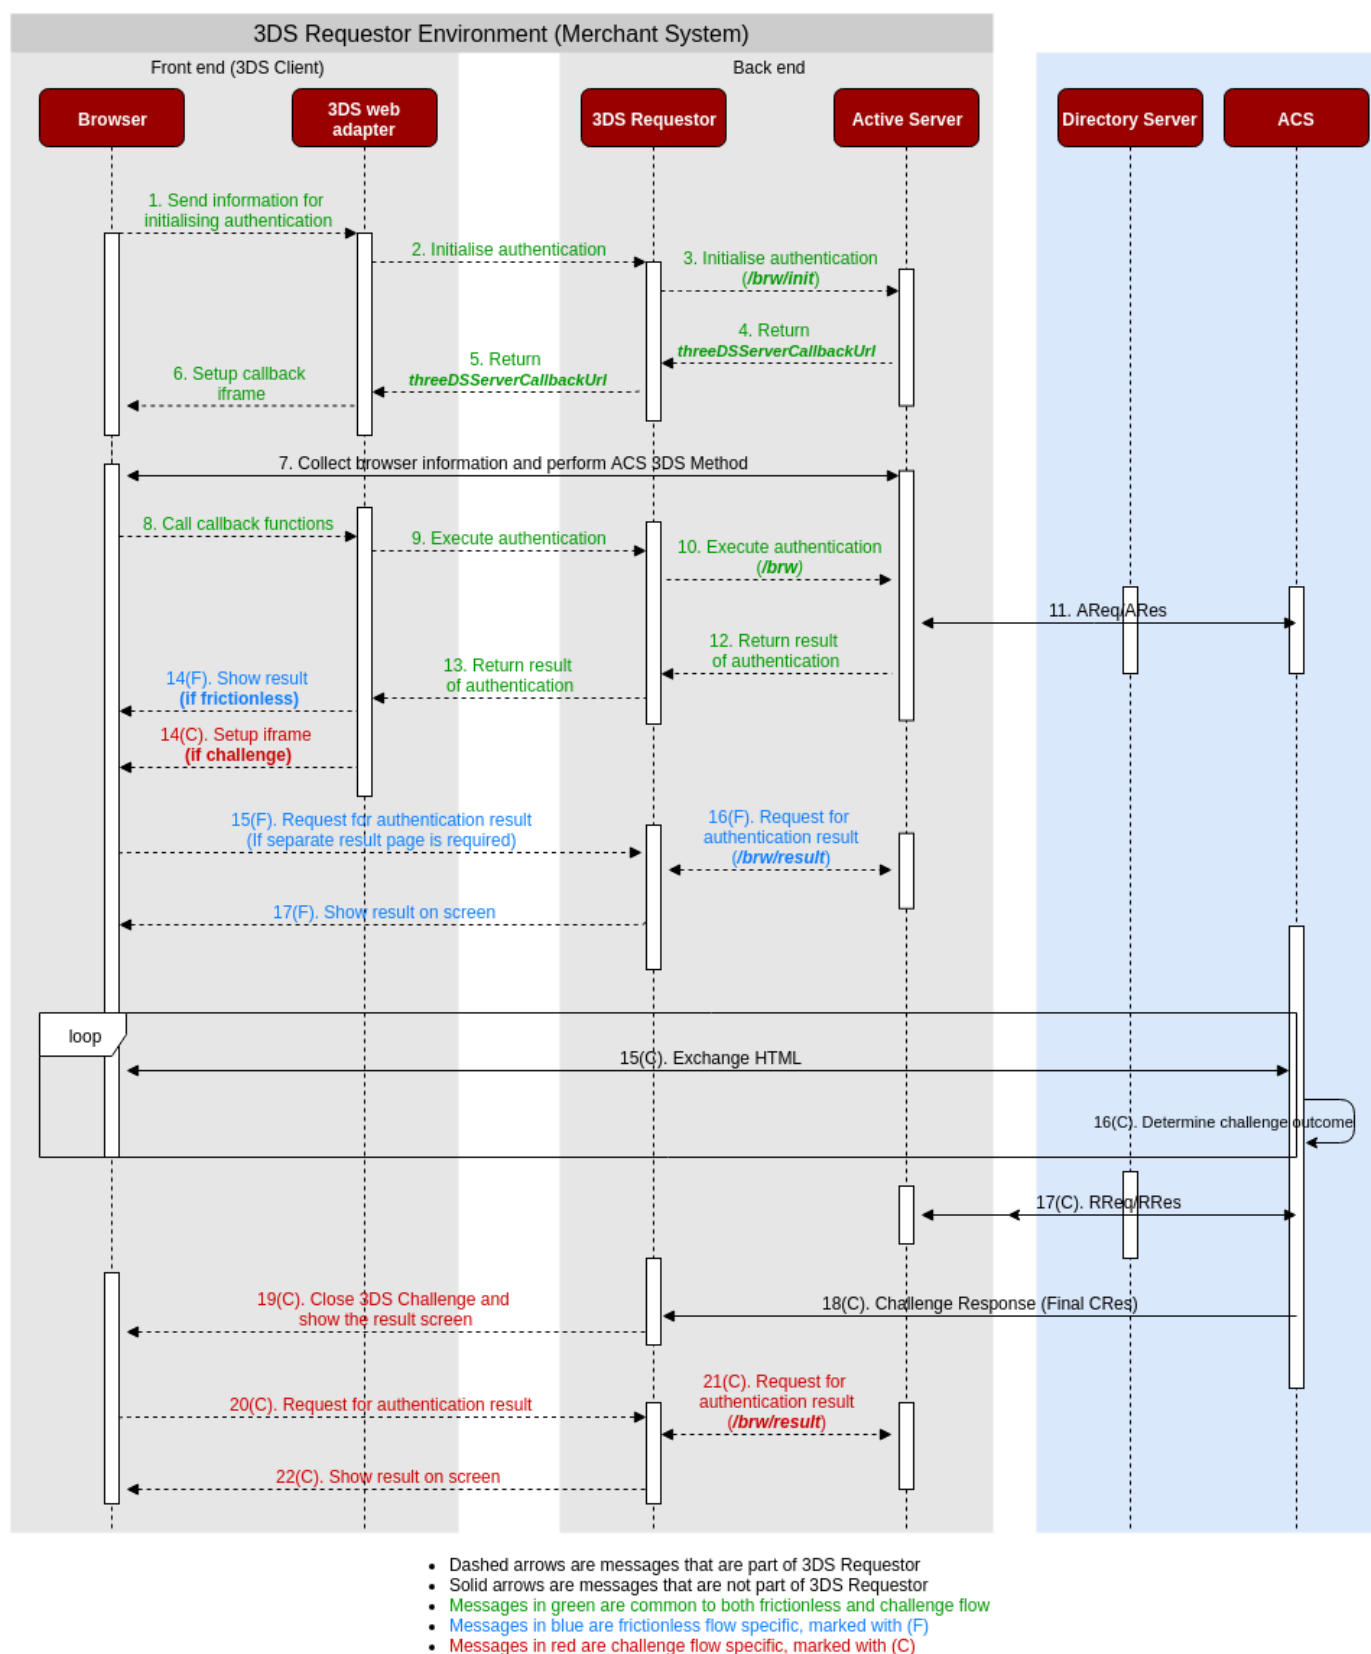 3DS Requestor Environment (Merchant System)
Front end (3DS Client)
Back end
Browser
3DS web
adapter
3DS Requestor
Active Server
Directory Server
ACS
1. Send information for
initialising authentication
2. Initialise authentication
3. Initialise authentication
(/brw/init)
4. Return
threeDSServerCallbackUrl
5. Return
threeDSServerCallbackUrl
6. Setup callback
iframe
7. Collect browser information and perform ACS 3DS Method
8. Call callback functions
9. Execute authentication
10. Execute authentication
(/brw)
11. AReq/ARes
12. Return result
of authentication
13. Return result
of authentication
14(F). Show result
(if frictionless)
14(C). Setup iframe
(if challenge)
15(F). Request for authentication result
(If separate result page is required)
16(F). Request for
authentication result
(/brw/result)
17(F). Show result on screen
loop
15(C). Exchange HTML
16(C). Determine challenge outcome
17(C). RReq/RRes
18(C). Challenge Response (Final CRes)
19(C). Close 3DS Challenge and
show the result screen
20(C). Request for authentication result
21(C). Request for
authentication result
(/brw/result)
22(C). Show result on screen
• Dashed arrows are messages that are part of 3DS Requestor
• Solid arrows are messages that are not part of 3DS Requestor
• Messages in green are common to both frictionless and challenge flow
• Messages in blue are frictionless flow specific, marked with (F)
• Messages in red are challenge flow specific, marked with (C)